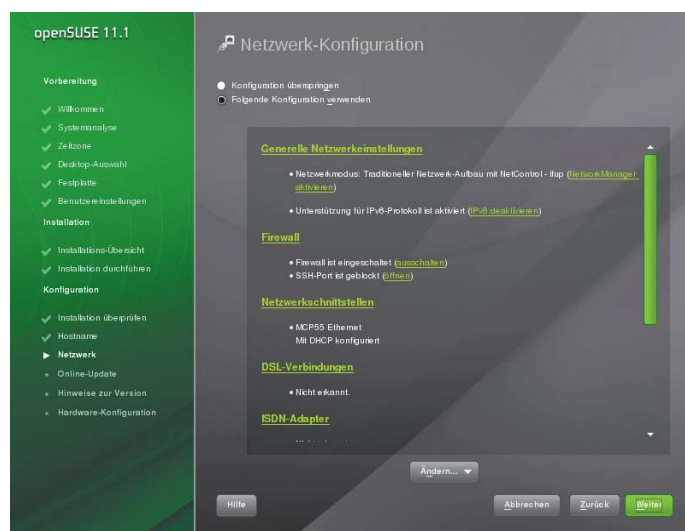 openSUSE 11.1
Vorbereitung
Willkommen
Systemanalyse
Zeitzone
Desktop-Auswahl
Festplatte
Benutzereinstellungen
Installation
Installations-Übersicht
Installation durchführen
Konfiguration
Installation überprüfen
Hostname
Netzwerk
Online-Update
Hinweise zur Version
Hardware-Konfiguration
Netzwerk-Konfiguration
Konfiguration überspringen
Folgende Konfiguration verwenden
Generelle Netzwerkeinstellungen
• Netzwerkmodus: Traditioneller Netzwerk-Aufbau mit NetControl - ifup (NetworkManager
aktivieren)
• Unterstützung für IPv6-Protokoll ist aktiviert (IPv6 deaktivieren)
Firewall
• Firewall ist eingeschaltet (ausschalten)
• SSH-Port ist geblockt (öffnen)
Netzwerkschnittstellen
• MCP55 Ethernet
Mit DHCP konfiguriert
DSL-Verbindungen
• Nicht erkannt.
ISDN-Adapter
Ändern...
Hilfe
Abbrechen
Zurück
Weiter